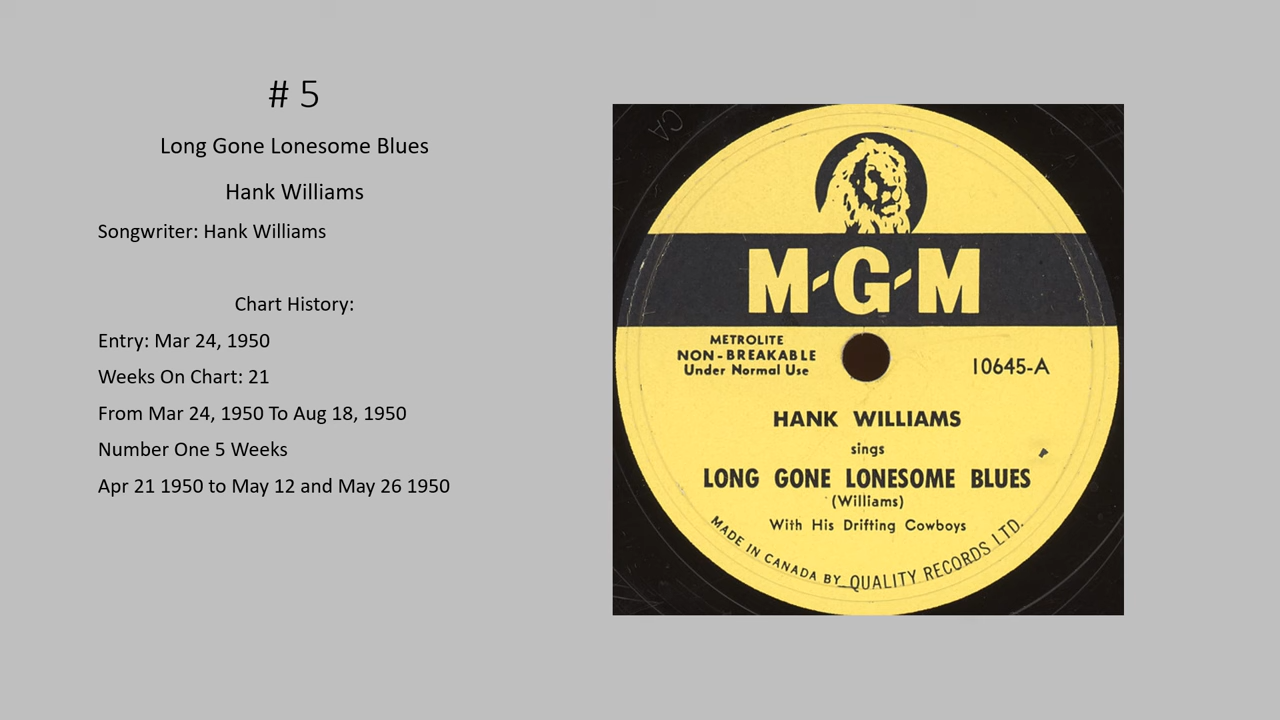 # 5
Long Gone Lonesome Blues
Hank Williams
Songwriter: Hank Williams
Chart History:
Entry: Mar 24, 1950
Weeks On Chart: 21
From Mar 24, 1950 To Aug 18, 1950
Number One 5 Weeks
Apr 21 1950 to May 12 and May 26 1950
CA
M-G-M
METROLITE
NON-BREAKABLE
Under Normal Use
10645-A
HANK WILLIAMS
sings
LONG GONE LONESOME BLUES
(Williams)
With His Drifting Cowboys
MADE IN CANADA BY QUALITY RECORDS LTD.